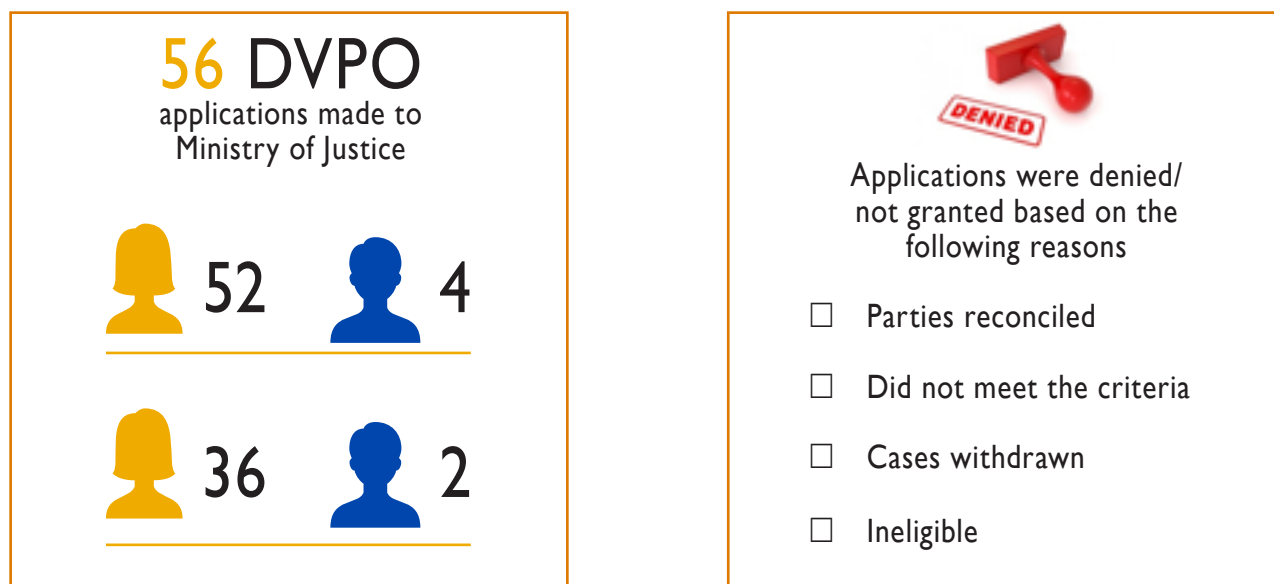 56 DVPO
applications made to
Ministry of Justice
52 4
36 2
DENIED
Applications were denied/
not granted based on the
following reasons
☐ Parties reconciled
☐ Did not meet the criteria
☐ Cases withdrawn
☐ Ineligible